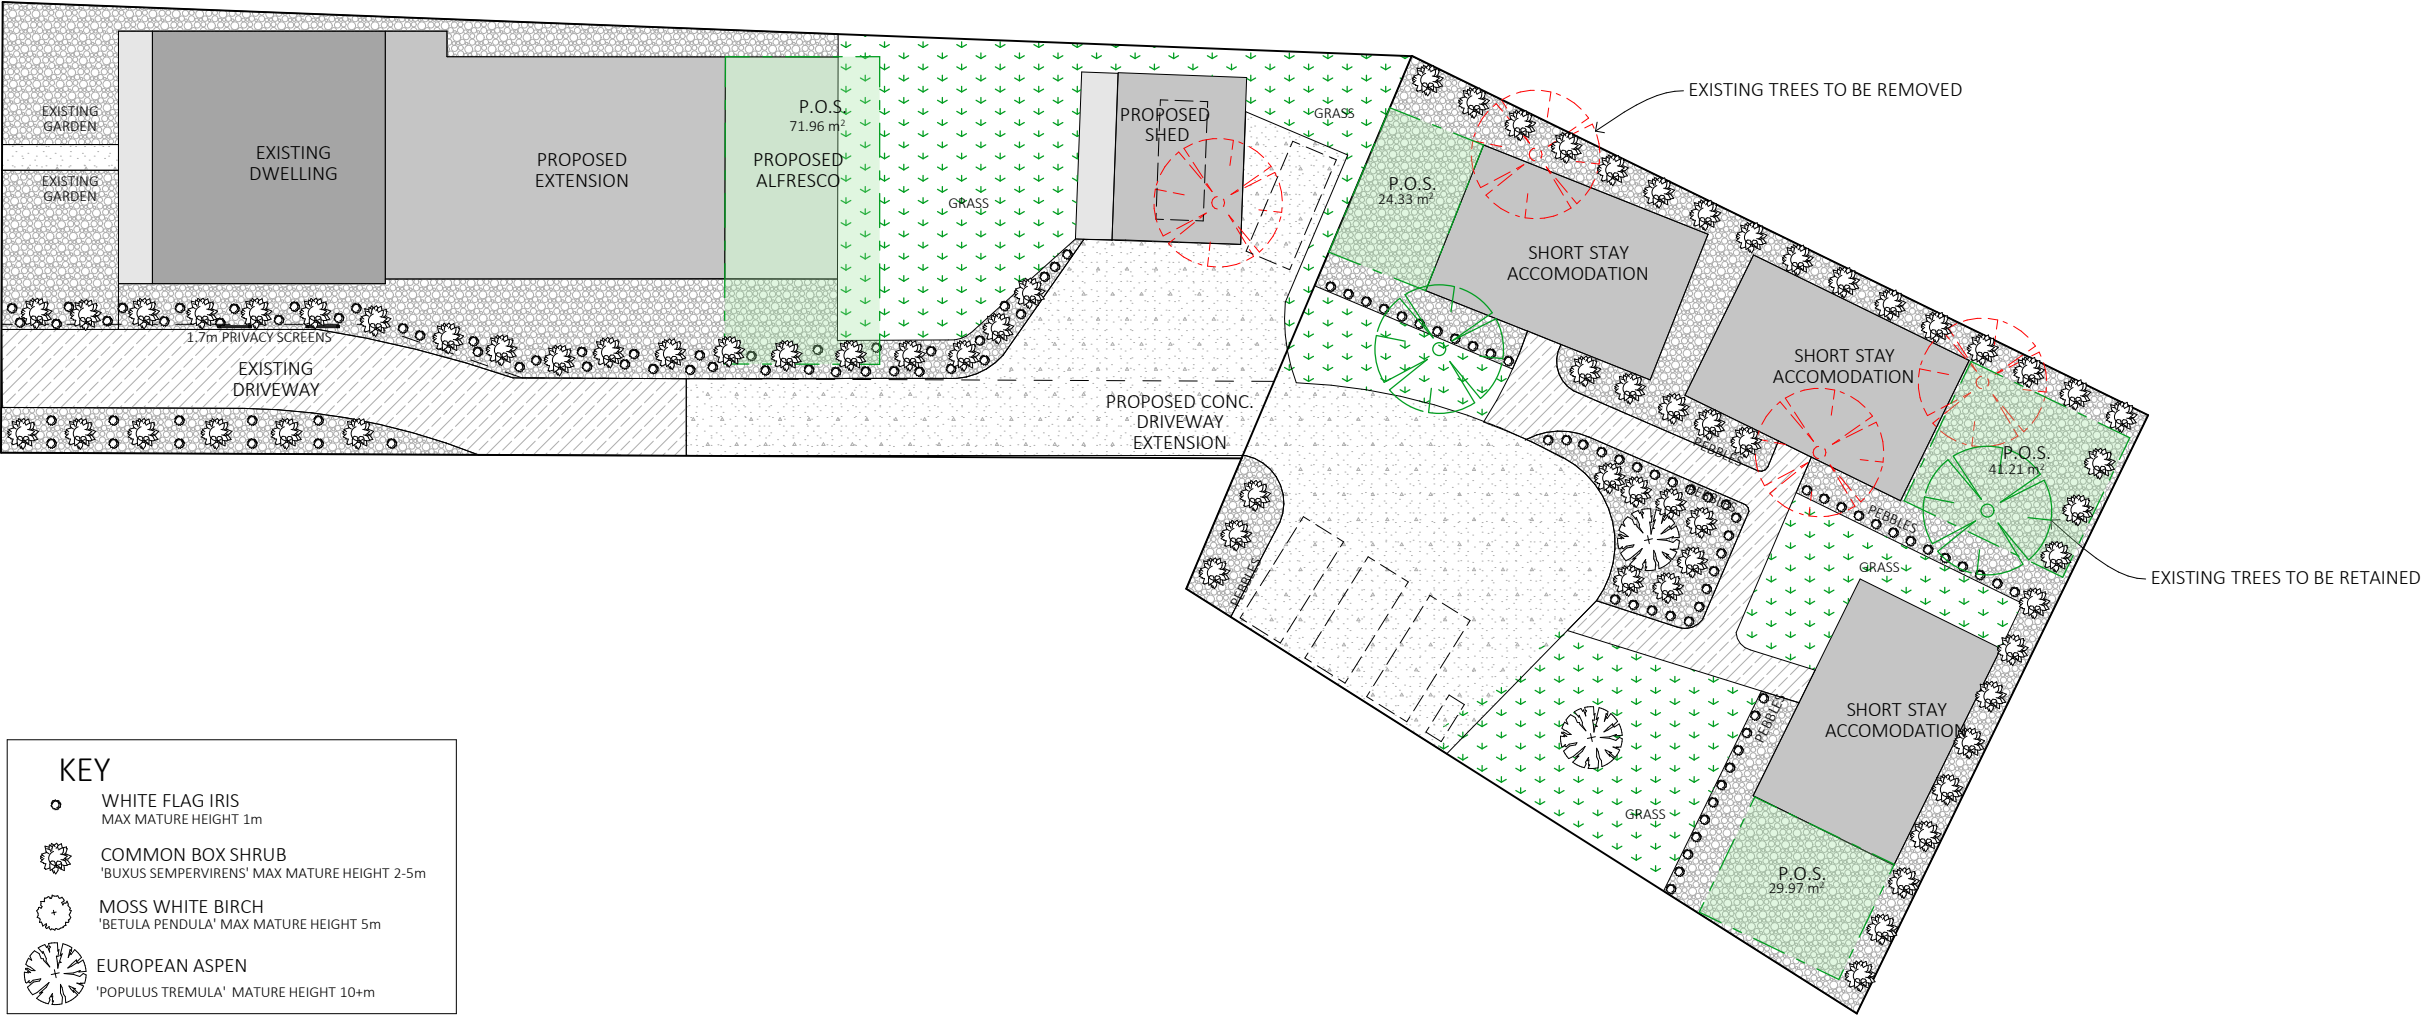 EXISTING
GARDEN
EXISTING
GARDEN
EXISTING
DWELLING
PROPOSED
EXTENSION
P.O.S.
71.96 m²
PROPOSED
ALFRESCO
GRASS
PROPOSED
SHED
GRASS
EXISTING TREES TO BE REMOVED
P.O.S.
24.33 m²
SHORT STAY
ACCOMODATION
SHORT STAY
ACCOMODATION
1.7m PRIVACY SCREENS
EXISTING
DRIVEWAY
PROPOSED CONC.
DRIVEWAY
EXTENSION
PEBBLES
PEBBLES
P.O.S.
41.21 m²
PEBBLES
GRASS
EXISTING TREES TO BE RETAINED
PEBBLES
PEBBLES
SHORT STAY
ACCOMODATION
GRASS
P.O.S.
29.97 m²
KEY
WHITE FLAG IRIS
MAX MATURE HEIGHT 1m
COMMON BOX SHRUB
'BUXUS SEMPERVIRENS' MAX MATURE HEIGHT 2-5m
MOSS WHITE BIRCH
'BETULA PENDULA' MAX MATURE HEIGHT 5m
EUROPEAN ASPEN
'POPULUS TREMULA' MATURE HEIGHT 10+m